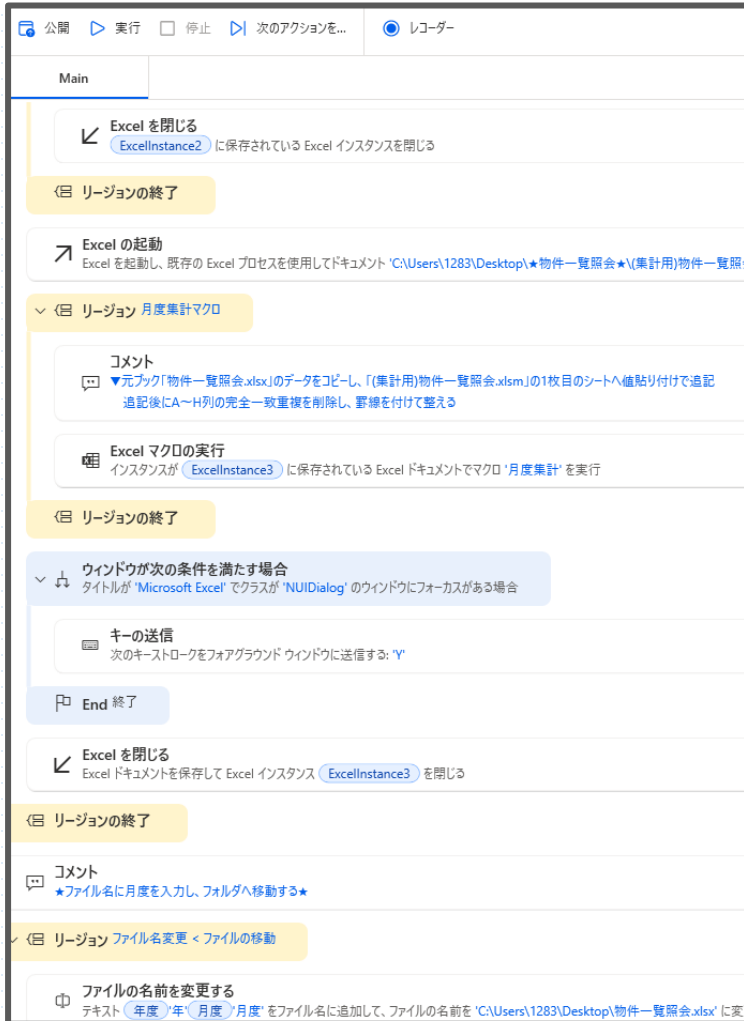 公開 実行 停止 次のアクションを... レコーダー
Main
Excel を閉じる
ExcelInstance2 に保存されている Excel インスタンスを閉じる
リージョンの終了
Excel の起動
Excel を起動し、既存の Excel プロセスを使用してドキュメント 'C:\Users\1283\Desktop\★物件一覧照会★\(集計用)物件一覧照
リージョン 月度集計マクロ
コメント
▼元ブック「物件一覧照会.xlsx」のデータをコピーし、「(集計用)物件一覧照会.xlsm」の1枚目のシートへ値貼り付けで追記
追記後にA～H列の完全一致重複を削除し、罫線を付けて整える
Excel マクロの実行
インスタンスが ExcelInstance3 に保存されている Excel ドキュメントでマクロ '月度集計' を実行
リージョンの終了
ウィンドウが次の条件を満たす場合
タイトルが 'Microsoft Excel' でクラスが 'NUIDialog' のウィンドウにフォーカスがある場合
キーの送信
次のキーストロークをフォアグラウンド ウィンドウに送信する: 'Y'
End 終了
Excel を閉じる
Excel ドキュメントを保存して Excel インスタンス ExcelInstance3 を閉じる
リージョンの終了
コメント
★ファイル名に月度を入力し、フォルダへ移動する★
リージョン ファイル名変更 < ファイルの移動
ファイルの名前を変更する
テキスト 年度 '年' 月度 '月度' をファイル名に追加して、ファイルの名前を 'C:\Users\1283\Desktop\物件一覧照会.xlsx' に変